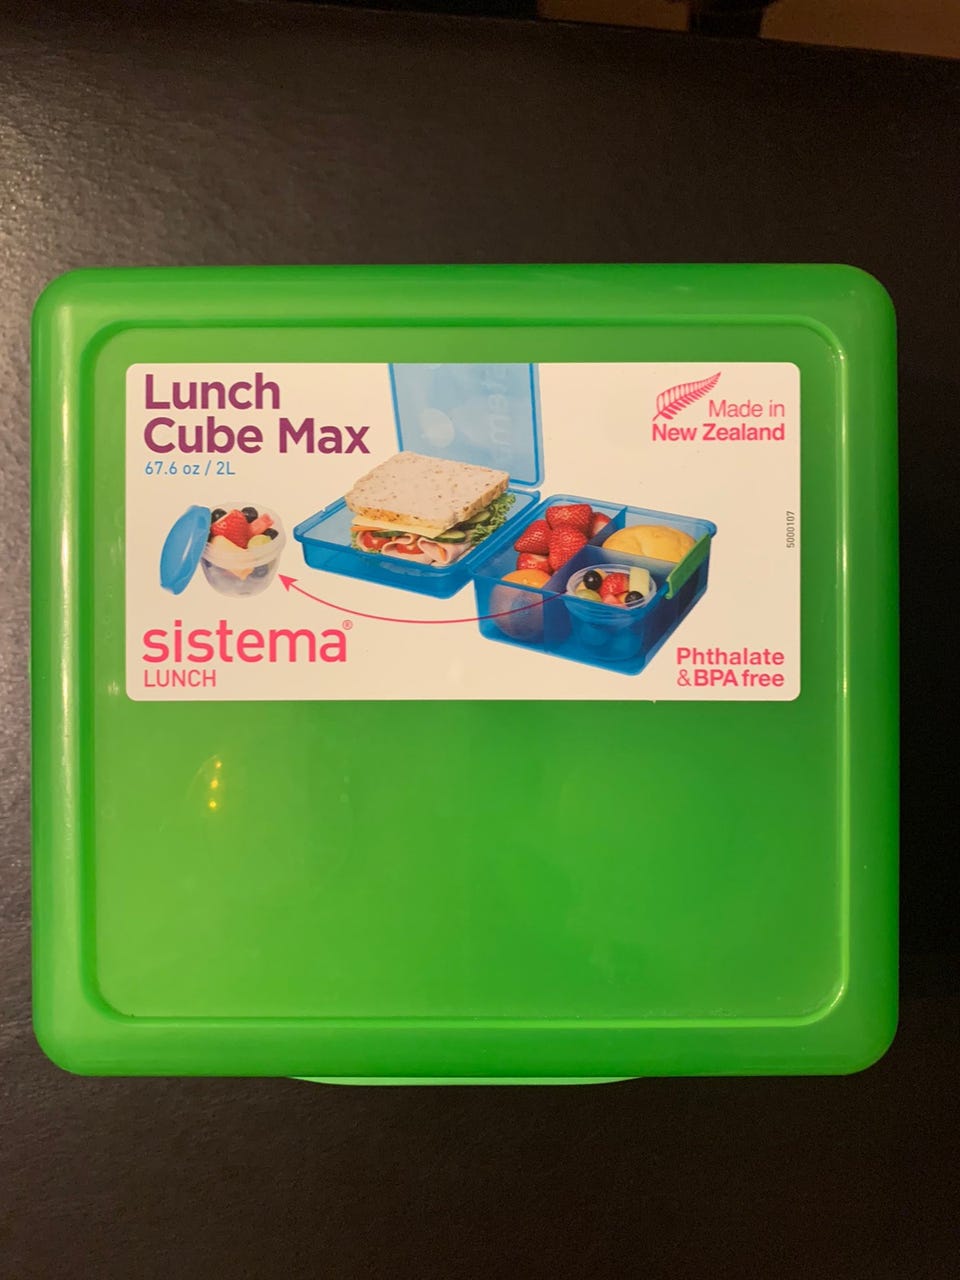 Lunch
Cube Max
67.6 oz / 2L
Made in
New Zealand
5000107
sistema®
LUNCH
Phthalate
& BPA free